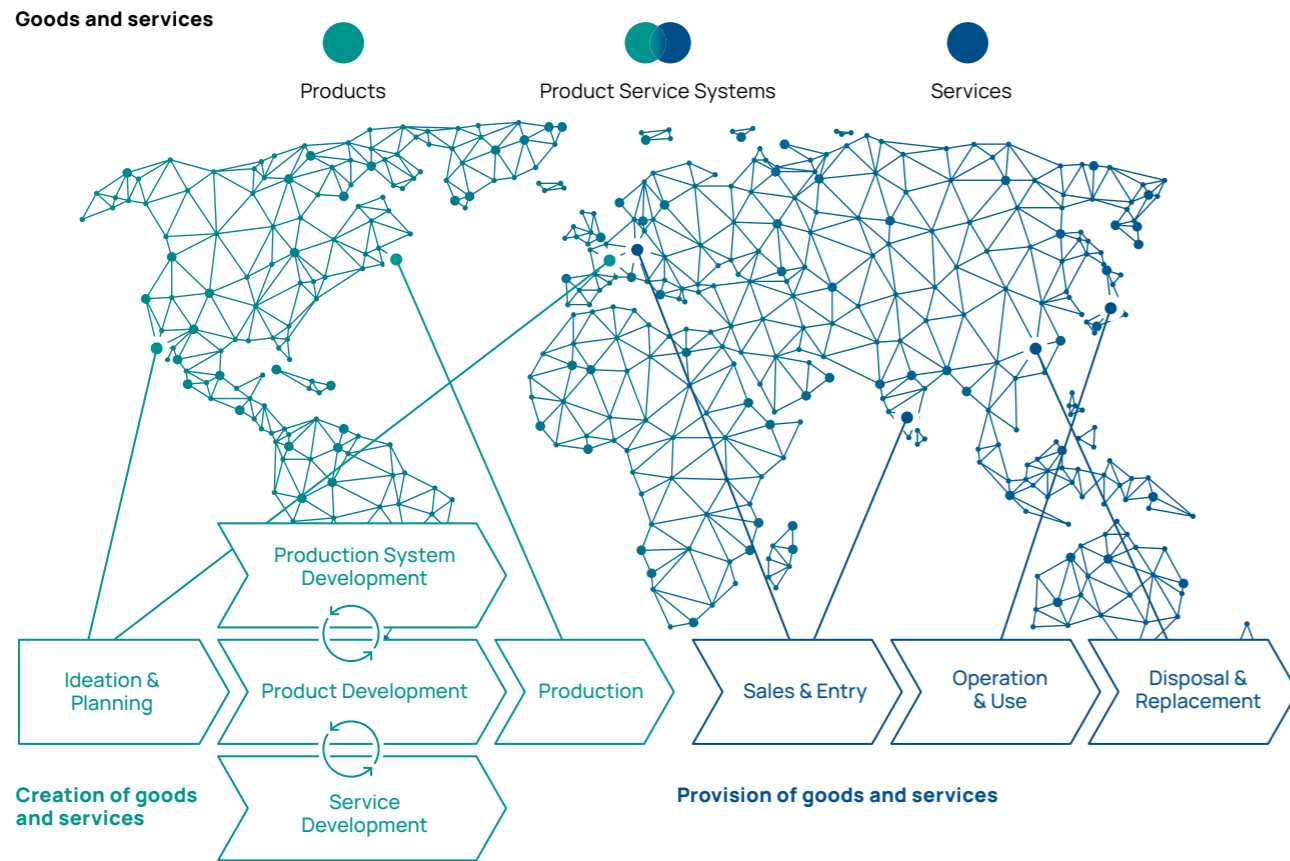 Goods and services
Products
Product Service Systems
Services
Production System
Development
Ideation &
Planning
Product Development
Production
Sales & Entry
Operation
& Use
Disposal &
Replacement
Creation of goods
and services
Service
Development
Provision of goods and services